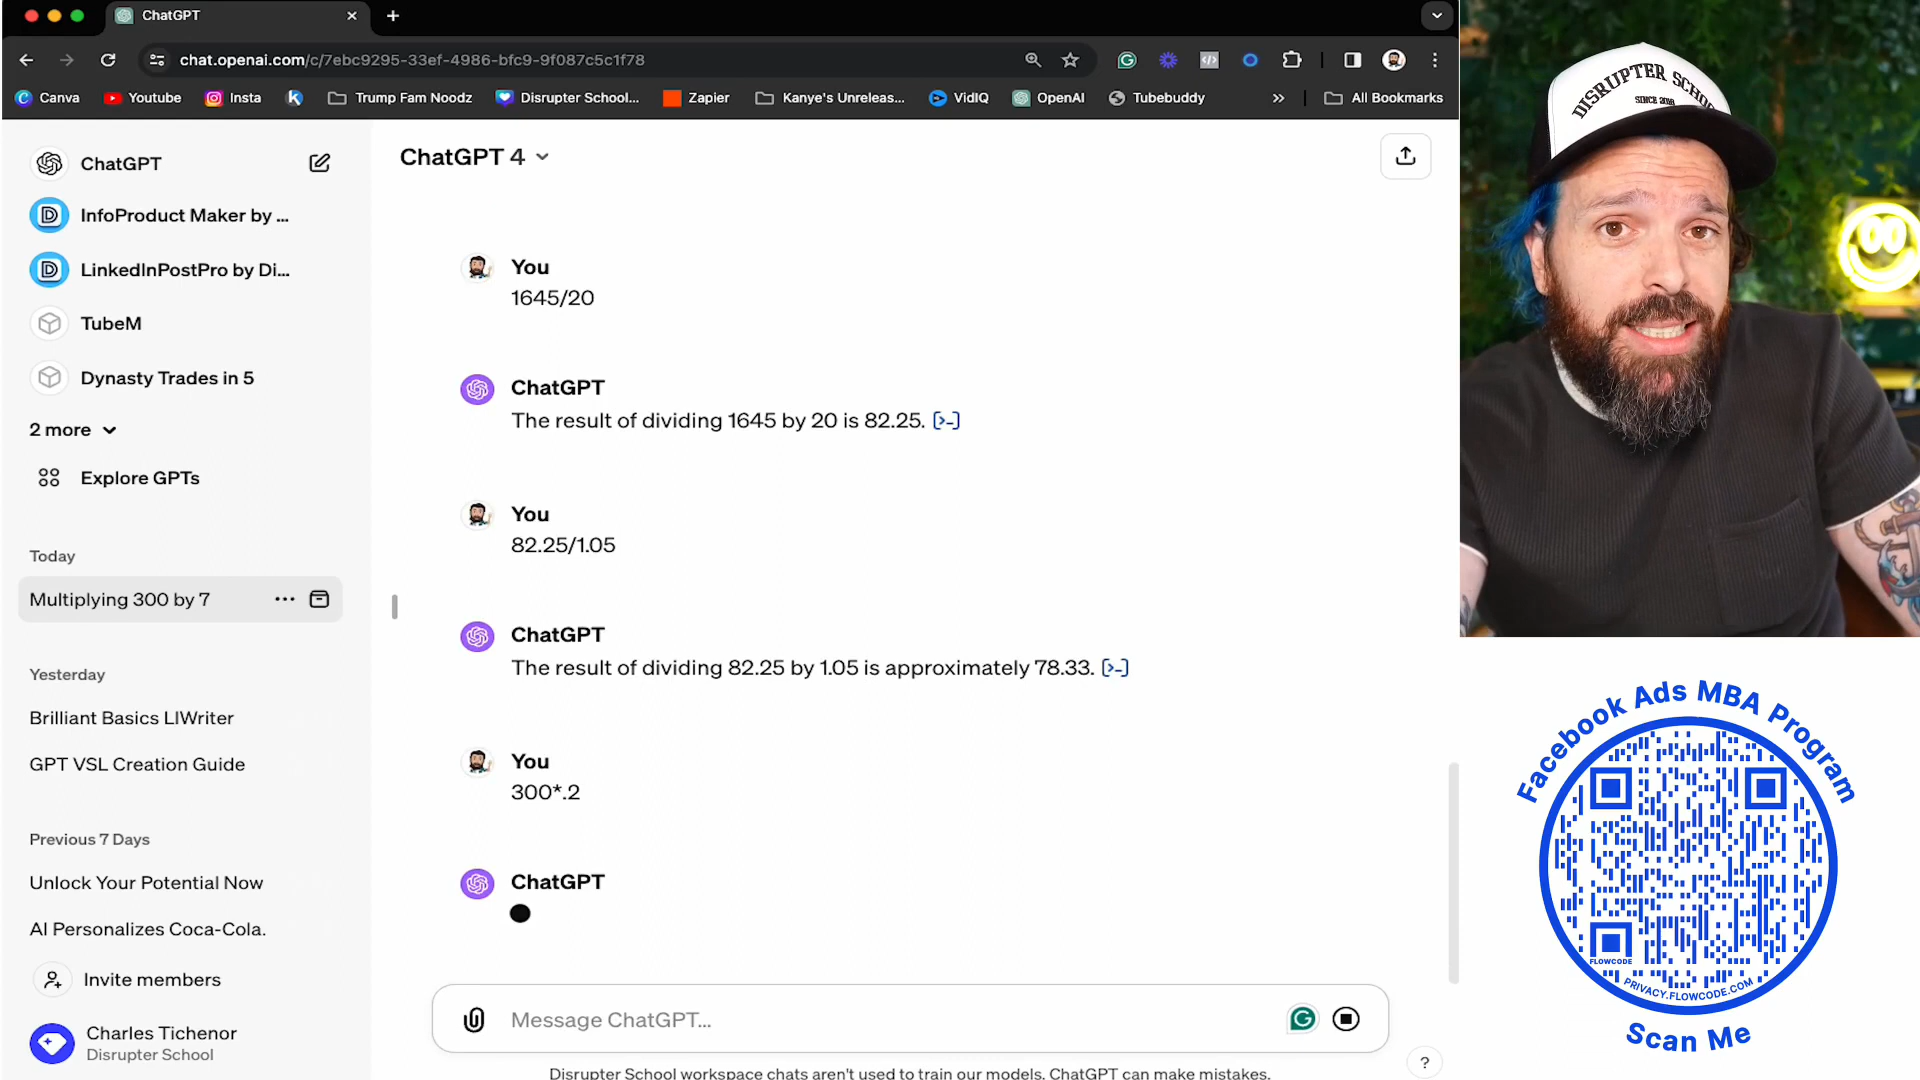 ChatGPT
chat.openai.com/c/7ebc9295-33ef-4986-bfc9-9f087c5c1f78
Canva
Youtube
Insta
Trump Fam Noodz
Disrupter School...
Zapier
Kanye's Unreleas...
VidIQ
OpenAI
Tubebuddy
All Bookmarks
ChatGPT
InfoProduct Maker by ...
LinkedInPostPro by Di...
TubeM
Dynasty Trades in 5
2 more
Explore GPTs
Today
Multiplying 300 by 7
Yesterday
Brilliant Basics LIWriter
GPT VSL Creation Guide
Previous 7 Days
Unlock Your Potential Now
AI Personalizes Coca-Cola.
Invite members
Charles Tichenor
Disrupter School
ChatGPT 4
You
1645/20
ChatGPT
The result of dividing 1645 by 20 is 82.25. [>-]
You
82.25/1.05
ChatGPT
The result of dividing 82.25 by 1.05 is approximately 78.33. [>-]
You
300*.2
ChatGPT
Message ChatGPT...
Disrupter School workspace chats aren't used to train our models. ChatGPT can make mistakes.
?
DISRUPTER SCHOO
SINCE 2018
Facebook Ads MBA Program
FLOWCODE
PRIVACY.FLOWCODE.COM
Scan Me